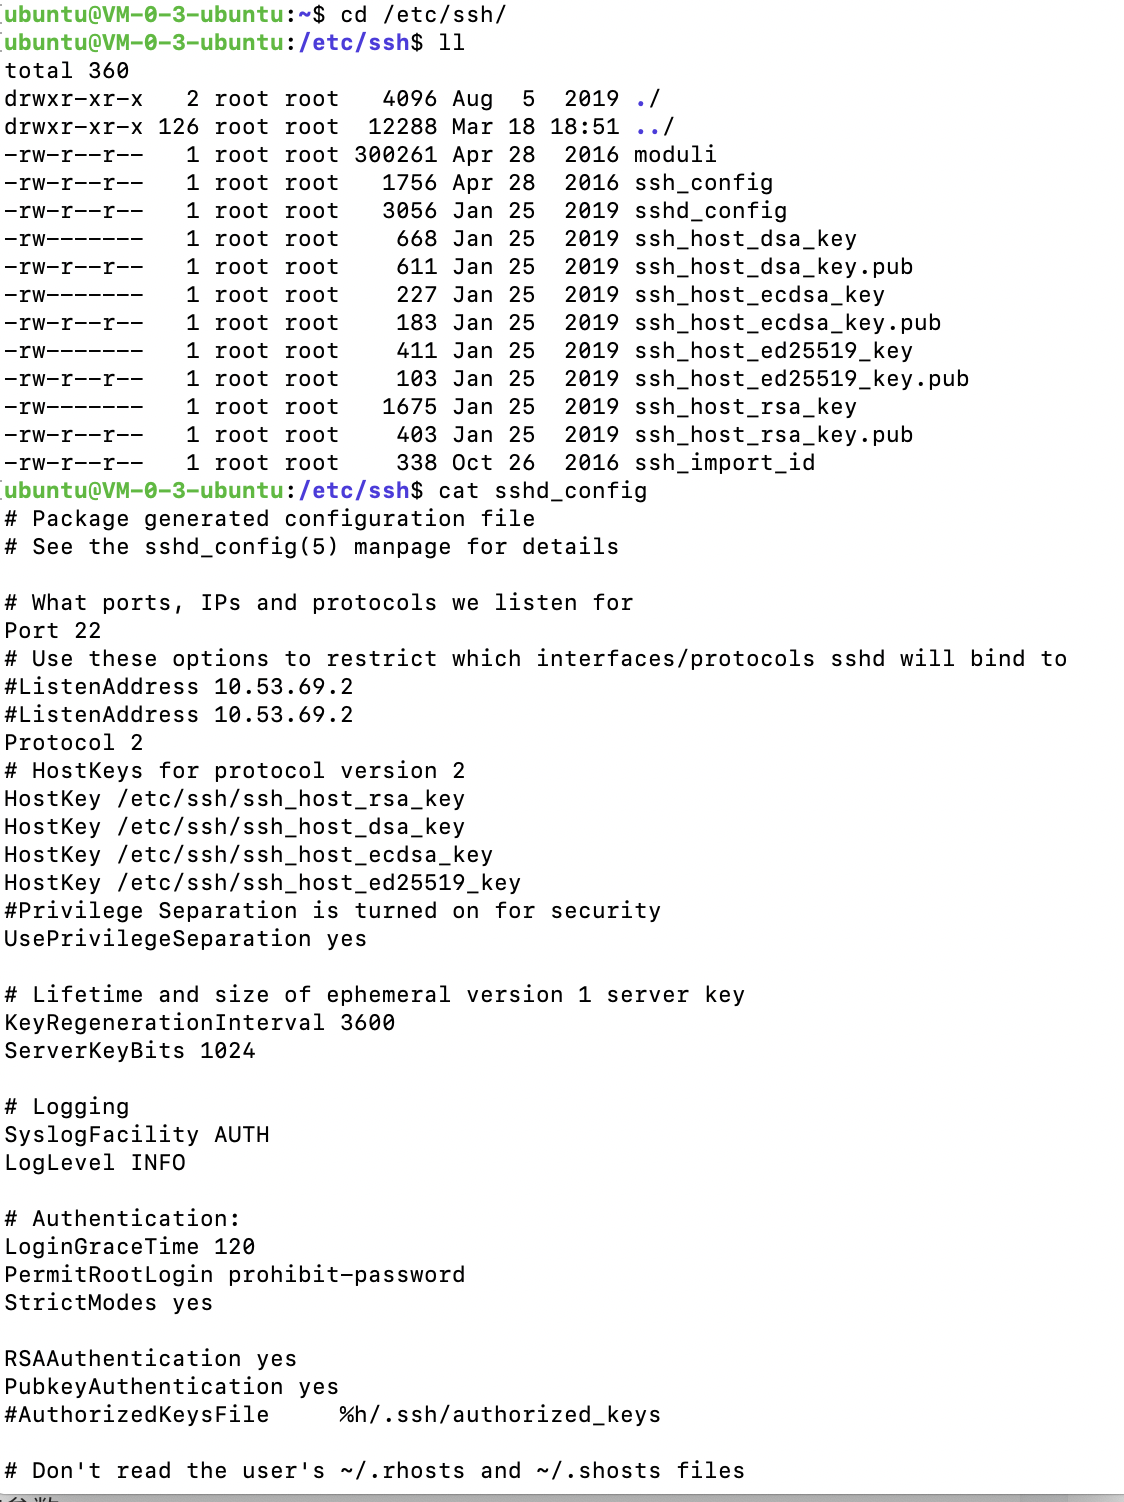 ubuntu@VM-0-3-ubuntu:~$ cd /etc/ssh/
ubuntu@VM-0-3-ubuntu:/etc/ssh$ ll
total 360
drwxr-xr-x   2 root root   4096 Aug  5  2019 ./
drwxr-xr-x 126 root root  12288 Mar 18 18:51 ../
-rw-r--r--   1 root root 300261 Apr 28  2016 moduli
-rw-r--r--   1 root root   1756 Apr 28  2016 ssh_config
-rw-r--r--   1 root root   3056 Jan 25  2019 sshd_config
-rw-------   1 root root    668 Jan 25  2019 ssh_host_dsa_key
-rw-r--r--   1 root root    611 Jan 25  2019 ssh_host_dsa_key.pub
-rw-------   1 root root    227 Jan 25  2019 ssh_host_ecdsa_key
-rw-r--r--   1 root root    183 Jan 25  2019 ssh_host_ecdsa_key.pub
-rw-------   1 root root    411 Jan 25  2019 ssh_host_ed25519_key
-rw-r--r--   1 root root    103 Jan 25  2019 ssh_host_ed25519_key.pub
-rw-------   1 root root   1675 Jan 25  2019 ssh_host_rsa_key
-rw-r--r--   1 root root    403 Jan 25  2019 ssh_host_rsa_key.pub
-rw-r--r--   1 root root    338 Oct 26  2016 ssh_import_id
ubuntu@VM-0-3-ubuntu:/etc/ssh$ cat sshd_config
# Package generated configuration file
# See the sshd_config(5) manpage for details

# What ports, IPs and protocols we listen for
Port 22
# Use these options to restrict which interfaces/protocols sshd will bind to
#ListenAddress 10.53.69.2
#ListenAddress 10.53.69.2
Protocol 2
# HostKeys for protocol version 2
HostKey /etc/ssh/ssh_host_rsa_key
HostKey /etc/ssh/ssh_host_dsa_key
HostKey /etc/ssh/ssh_host_ecdsa_key
HostKey /etc/ssh/ssh_host_ed25519_key
#Privilege Separation is turned on for security
UsePrivilegeSeparation yes

# Lifetime and size of ephemeral version 1 server key
KeyRegenerationInterval 3600
ServerKeyBits 1024

# Logging
SyslogFacility AUTH
LogLevel INFO

# Authentication:
LoginGraceTime 120
PermitRootLogin prohibit-password
StrictModes yes

RSAAuthentication yes
PubkeyAuthentication yes
#AuthorizedKeysFile     %h/.ssh/authorized_keys

# Don't read the user's ~/.rhosts and ~/.shosts files